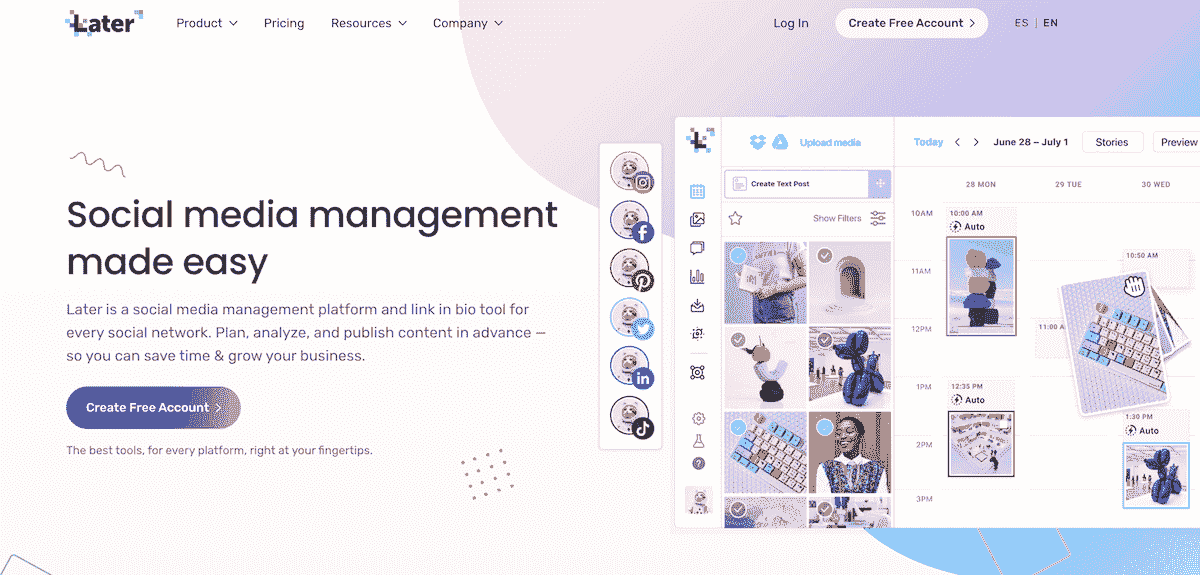 Later
Product
Pricing
Resources
Company
Log In
Create Free Account
ES | EN
Social media management
made easy
Later is a social media management platform and link in bio tool for
every social network. Plan, analyze, and publish content in advance —
so you can save time & grow your business.
Create Free Account
The best tools, for every platform, right at your fingertips.
L
Upload media
Today
June 28 – July 1
Stories
Preview
Create Text Post
Show Filters
28 MON
29 TUE
30 WED
10AM
11AM
12PM
1PM
2PM
3PM
10:00 AM
Auto
10:50 AM
11:00 A
12:35 PM
Auto
1:30 PM
Auto